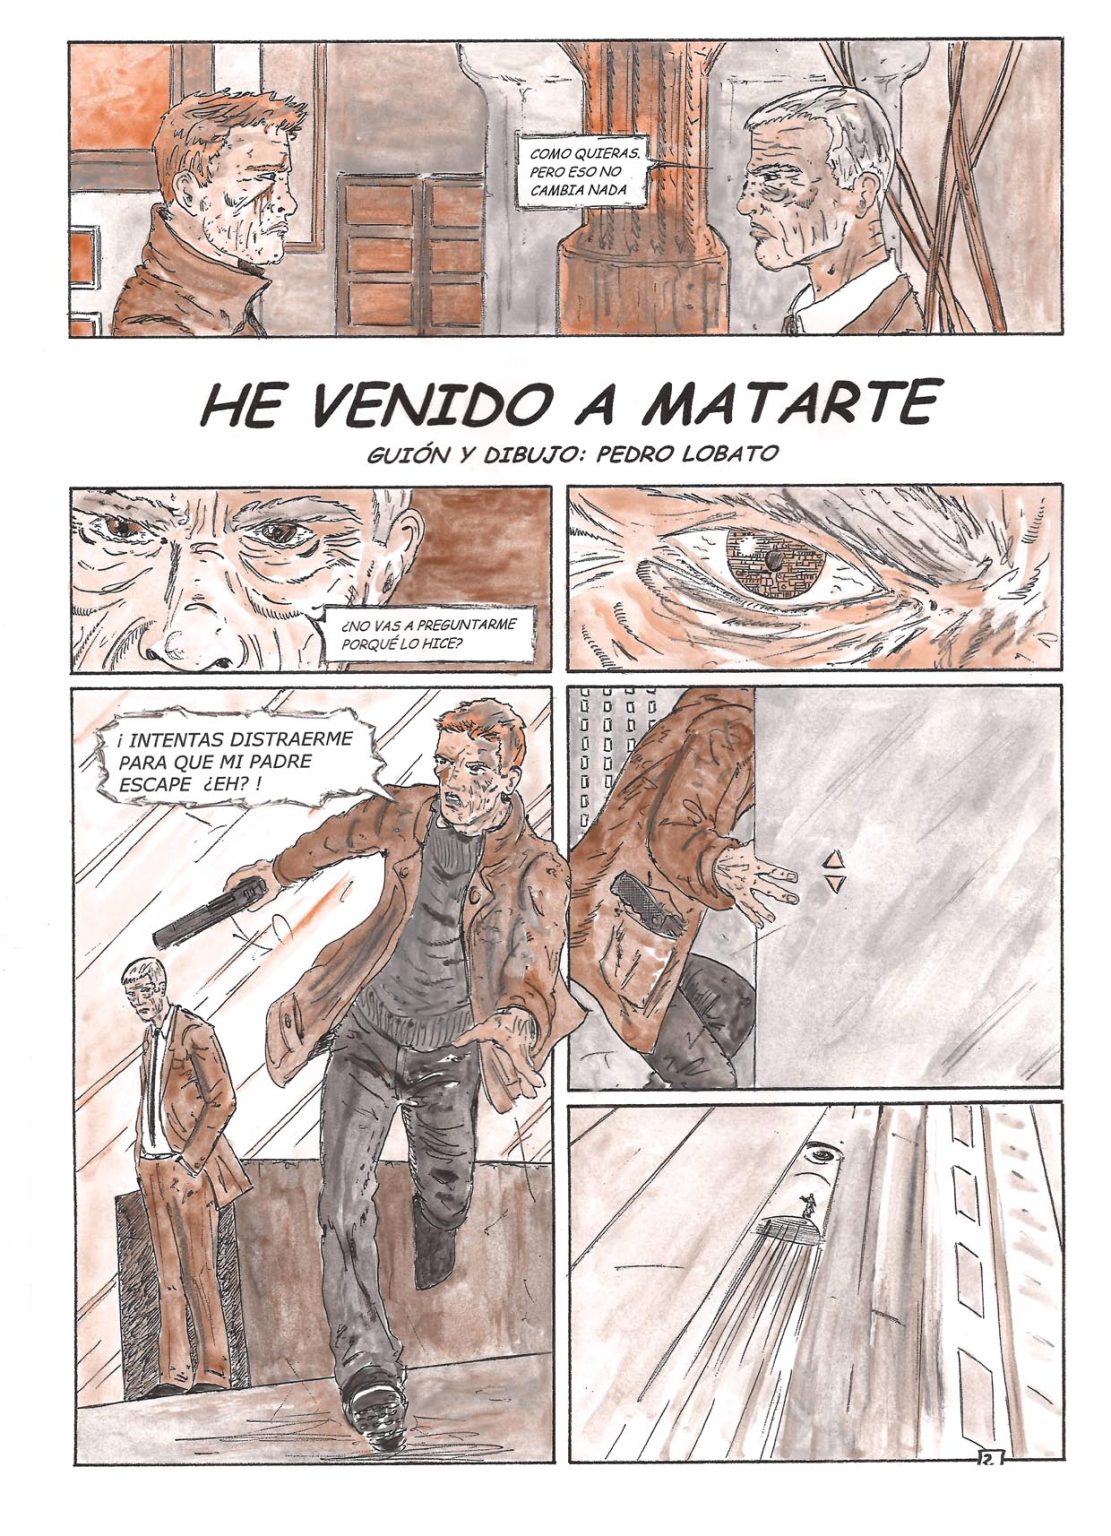 COMO QUIERAS.
PERO ESO NO
CAMBIA NADA
HE VENIDO A MATARTE
GUIÓN Y DIBUJO: PEDRO LOBATO
¿NO VAS A PREGUNTARME
PORQUÉ LO HICE?
¡ INTENTAS DISTRAERME
PARA QUE MI PADRE
ESCAPE ¿EH? !
2